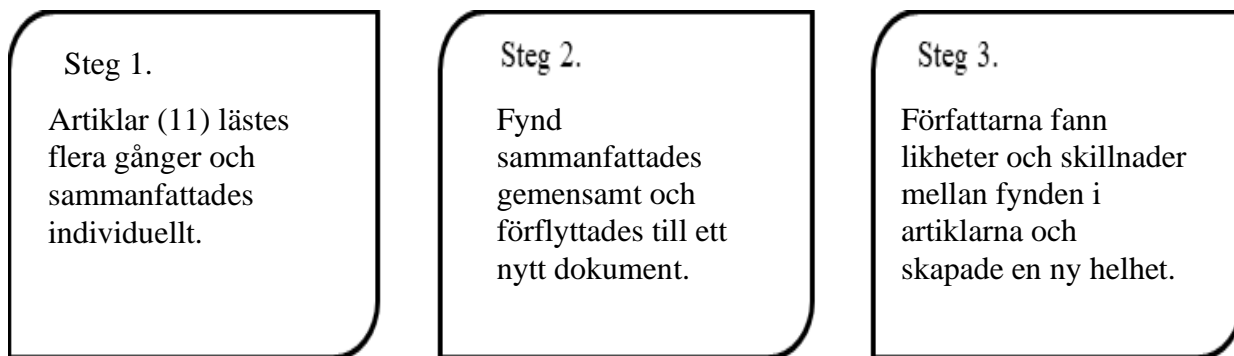 Steg 1.
Artiklar (11) lästes
flera gånger och
sammanfattades
individuellt.
Steg 2.
Fynd
sammanfattades
gemensamt och
förflyttades till ett
nytt dokument.
Steg 3.
Författarna fann
likheter och skillnader
mellan fynden i
artiklarna och
skapade en ny helhet.